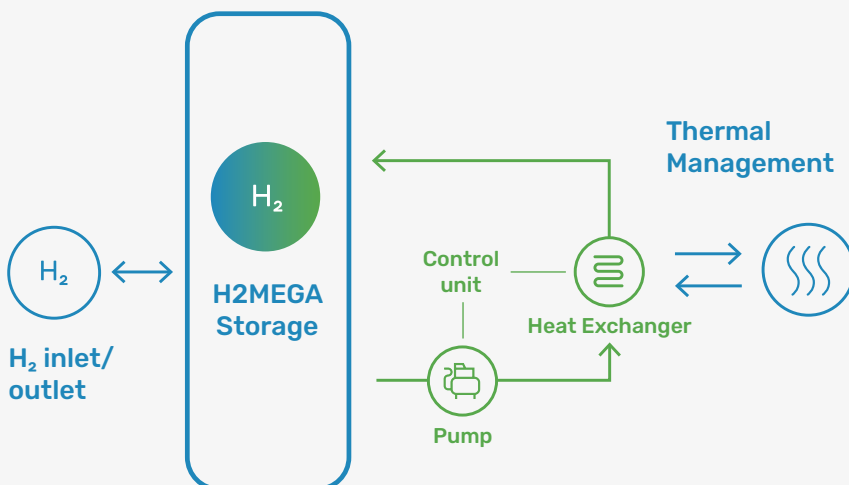 Thermal
Management
H₂
H₂
Control
unit
H2MEGA
Storage
Heat Exchanger
H₂ inlet/
outlet
Pump